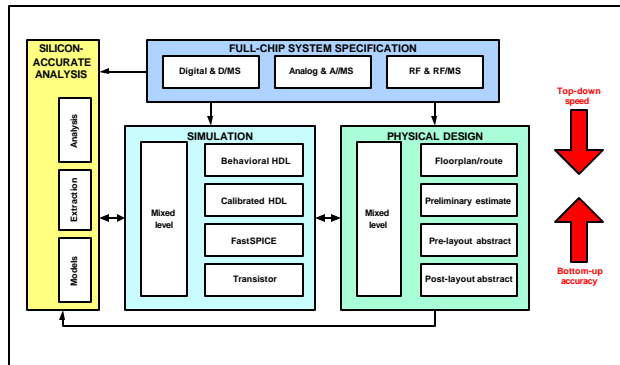 SILICON-
ACCURATE
ANALYSIS
Analysis
Extraction
Models
FULL-CHIP SYSTEM SPECIFICATION
Digital & D/MS
Analog & A//MS
RF & RF/MS
SIMULATION
Mixed
level
Behavioral HDL
Calibrated HDL
FastSPICE
Transistor
PHYSICAL DESIGN
Mixed
level
Floorplan/route
Preliminary estimate
Pre-layout abstract
Post-layout abstract
Top-down
speed
Bottom-up
accuracy